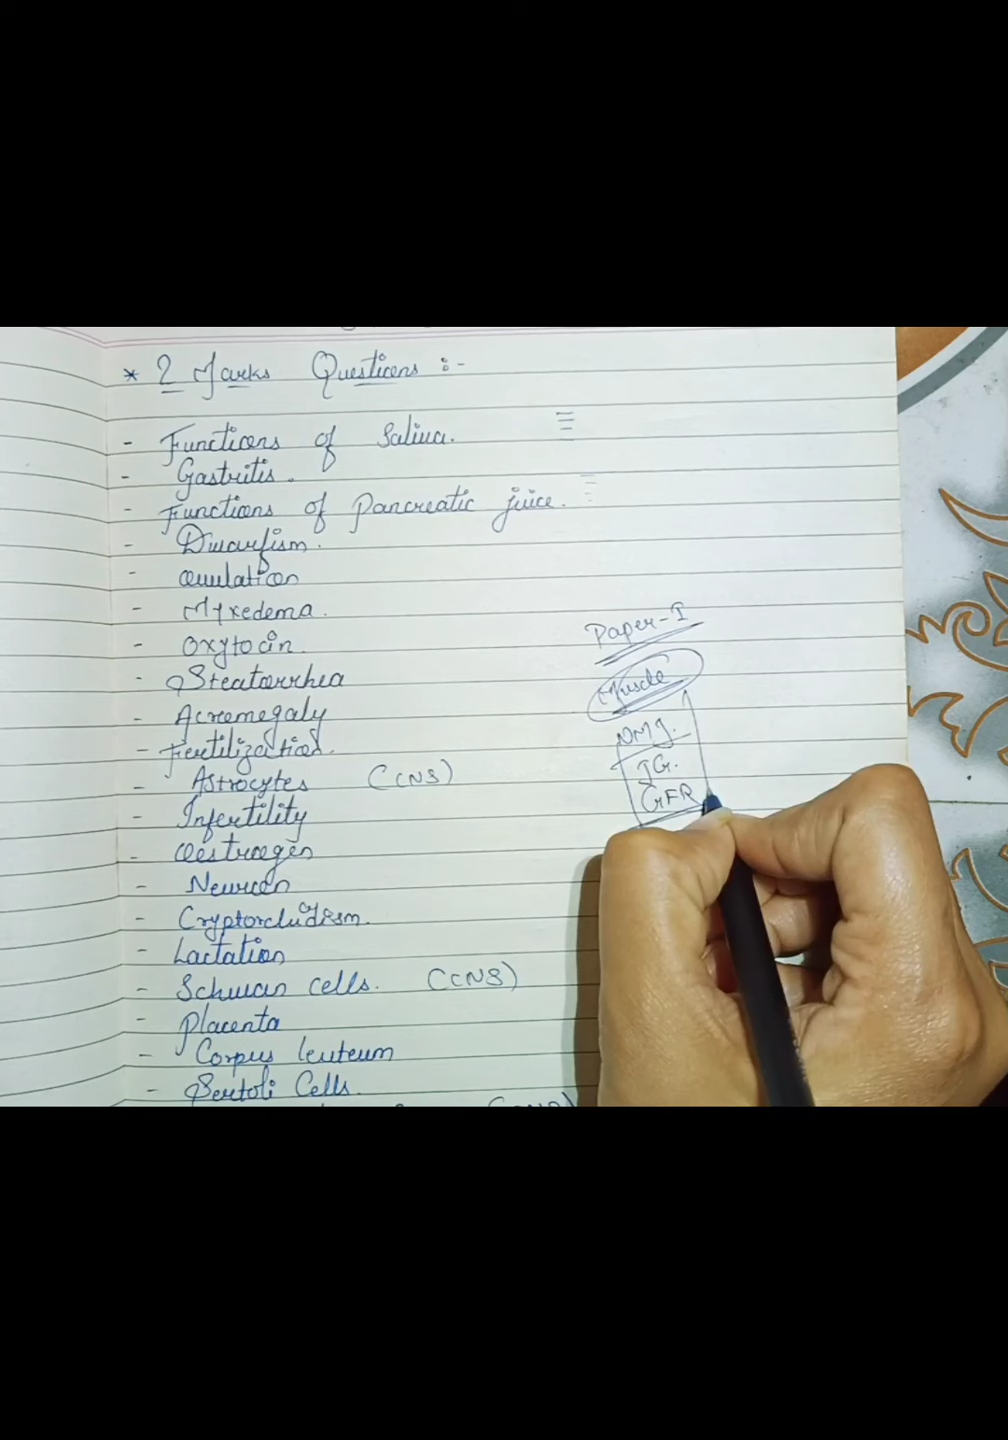 * 2 Marks Questions :-
- Functions of Saliva.
- Gastritis.
- Functions of Pancreatic juice.
- Dwarfism.
- Ovulation
- Myxedema.
- Oxytocin.
- Steatorrhea
- Acromegaly
- Fertilization.
Astrocytes (CNS)
- Infertility
- Oestrogen
- Neuron
- Cryptorchidism.
- Lactation
- Schwan cells. (CNS)
- Placenta
- Corpus leuteum
- Sertoli Cells.
Paper-I
Muscle
NMJ.
JG.
GFR